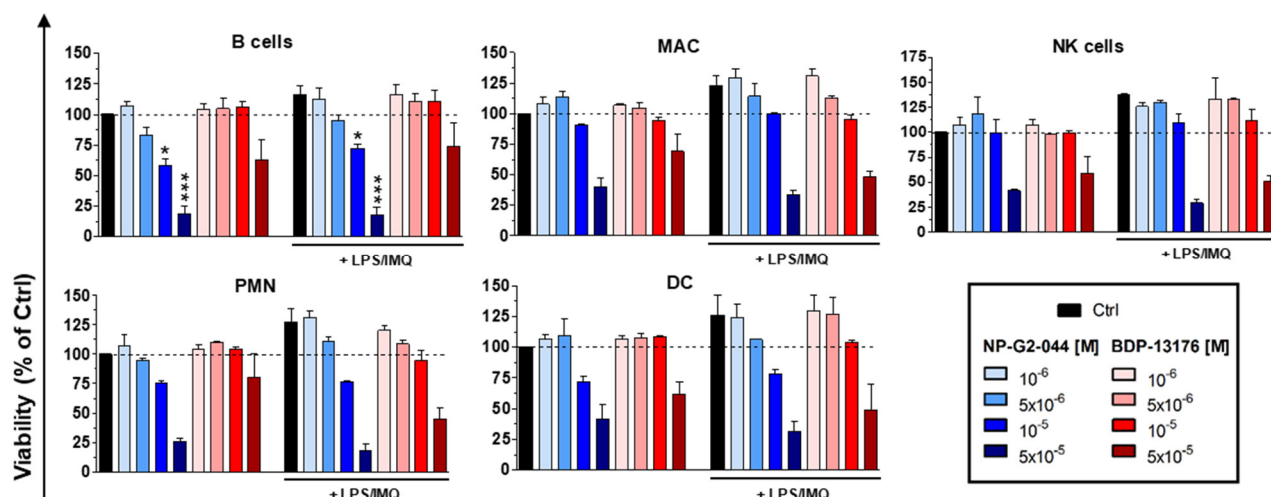 Viability (% of Ctrl)
B cells
150
125
100
75
50
25
0
*
***
*
***
+ LPS/IMQ
MAC
150
125
100
75
50
25
0
+ LPS/IMQ
NK cells
175
150
125
100
75
50
25
0
+ LPS/IMQ
PMN
150
125
100
75
50
25
0
+ LPS/IMQ
DC
150
125
100
75
50
25
0
+ LPS/IMQ
Ctrl
NP-G2-044 [M] BDP-13176 [M]
10⁻⁶ 10⁻⁶
5x10⁻⁶ 5x10⁻⁶
10⁻⁵ 10⁻⁵
5x10⁻⁵ 5x10⁻⁵